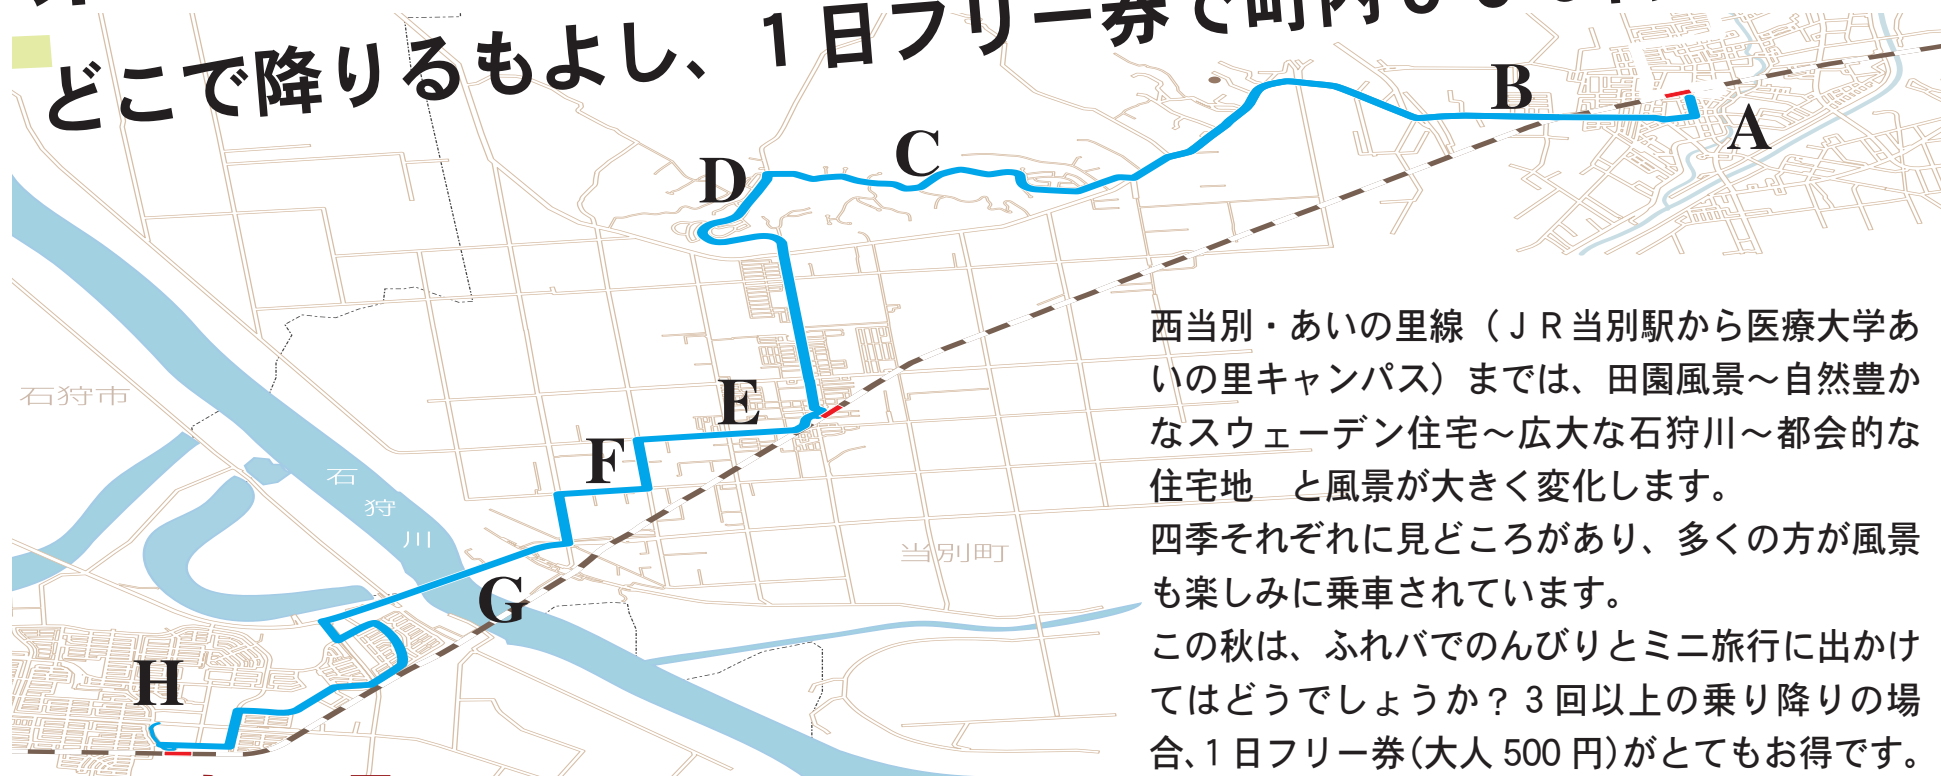 どこで降りるもよし、1日フリー券で町内
B
A
C
D
西当別・あいの里線（ＪＲ当別駅から医療大学あ
いの里キャンパス）までは、田園風景～自然豊か
なスウェーデン住宅～広大な石狩川～都会的な
住宅地　と風景が大きく変化します。
四季それぞれに見どころがあり、多くの方が風景
も楽しみに乗車されています。
この秋は、ふれバでのんびりとミニ旅行に出かけ
てはどうでしょうか？３回以上の乗り降りの場
合、1日フリー券(大人500円)がとてもお得です。
石狩市
E
F
石狩川
当別町
G
H